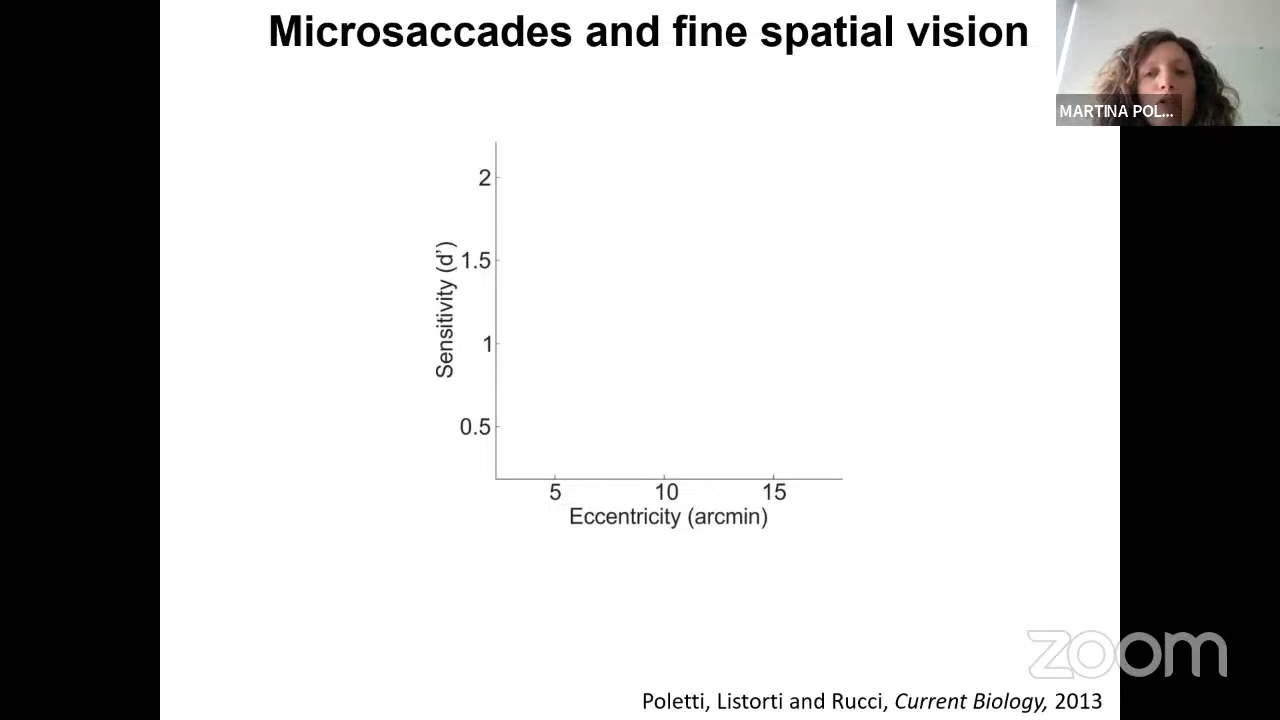 Microsaccades and fine spatial vision
MARTINA POL...
2
1.5
1
0.5
Sensitivity (d')
5 10 15
Eccentricity (arcmin)
zoom
Poletti, Listorti and Rucci, Current Biology, 2013